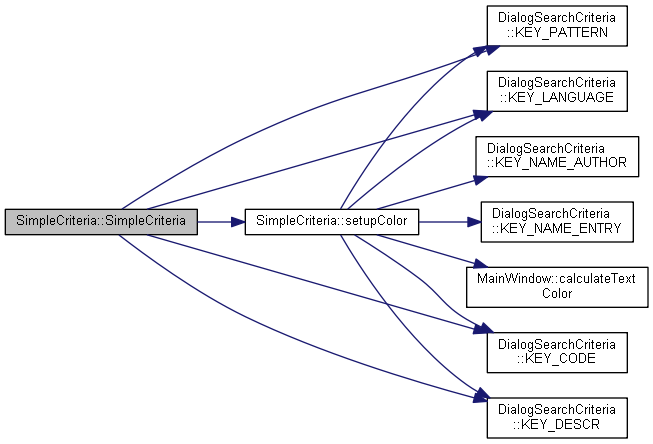 SimpleCriteria::SimpleCriteria
SimpleCriteria::setupColor
DialogSearchCriteria
::KEY_PATTERN
DialogSearchCriteria
::KEY_LANGUAGE
DialogSearchCriteria
::KEY_NAME_AUTHOR
DialogSearchCriteria
::KEY_NAME_ENTRY
MainWindow::calculateText
Color
DialogSearchCriteria
::KEY_CODE
DialogSearchCriteria
::KEY_DESCR